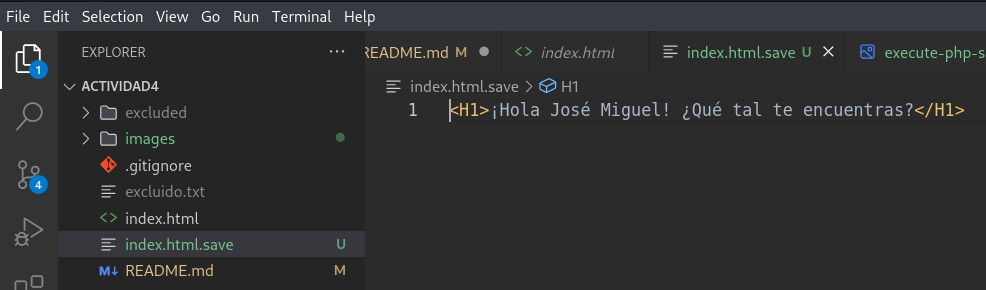 File Edit Selection View Go Run Terminal Help
EXPLORER ···
README.md M ● index.html index.html.save U × execute-php-s
ACTIVIDAD4
index.html.save > H1
1 <H1>¡Hola José Miguel! ¿Qué tal te encuentras?</H1>
excluded
images
.gitignore
excluido.txt
index.html
index.html.save U
README.md M
1
4